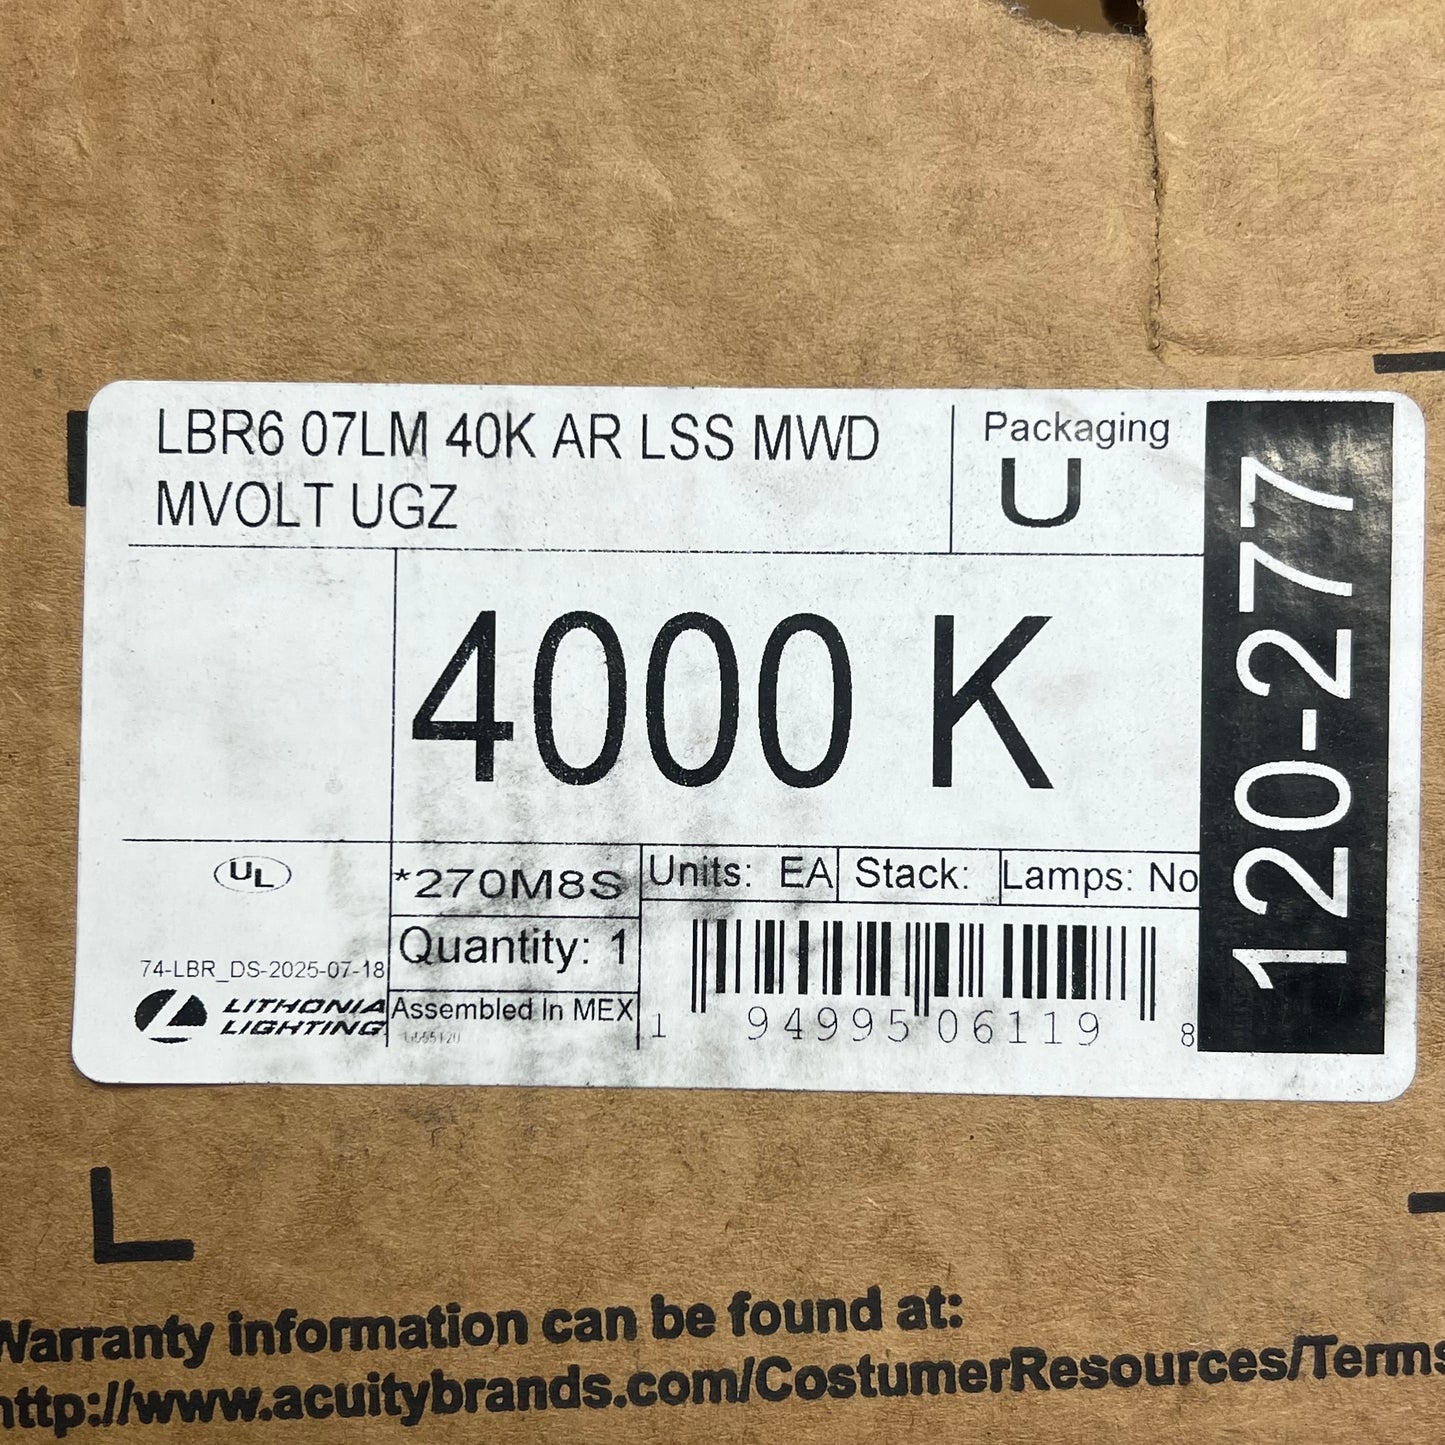 LBR6 07LM 40K AR LSS MWD
MVOLT UGZ
Packaging
U
120-277
4000 K
UL
*270M8S
Units: EA
Stack:
Lamps: No
Quantity: 1
74-LBR_DS-2025-07-18
LITHONIA
LIGHTING
Assembled In MEX
1 94995 06119 8
Warranty information can be found at:
http://www.acuitybrands.com/CostumerResources/Terms